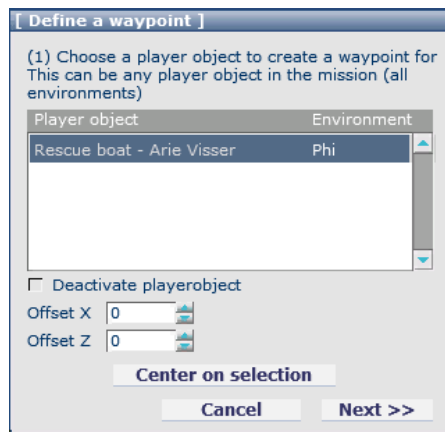 [ Define a waypoint ]
(1) Choose a player object to create a waypoint for
This can be any player object in the mission (all
environments)
Player object Environment
Rescue boat - Arie Visser Phi
Deactivate playerobject
Offset X 0
Offset Z 0
Center on selection
Cancel Next >>